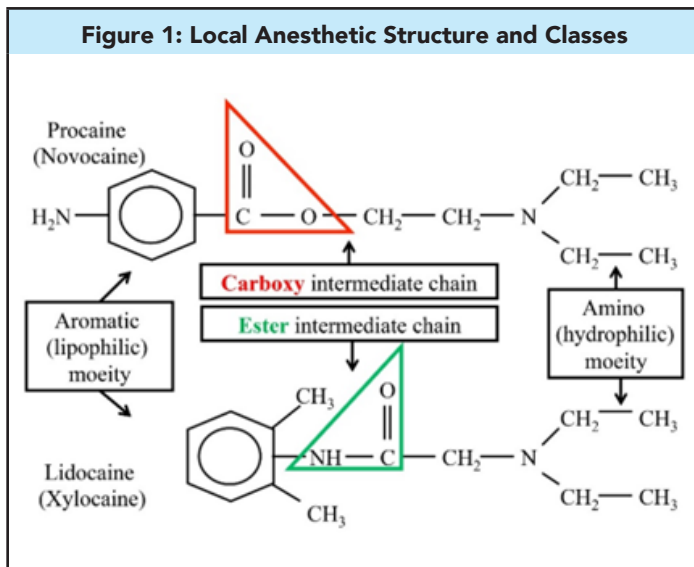 Figure 1: Local Anesthetic Structure and Classes
Procaine
(Novocaine)
O
H₂N
C
O
CH₂
CH₂
N
CH₂
CH₃
CH₂
CH₃
Carboxy intermediate chain
Ester intermediate chain
Aromatic
(lipophilic)
moeity
Amino
(hydrophilic)
moeity
Lidocaine
(Xylocaine)
CH₃
O
NH
C
CH₂
N
CH₂
CH₃
CH₂
CH₃
CH₃